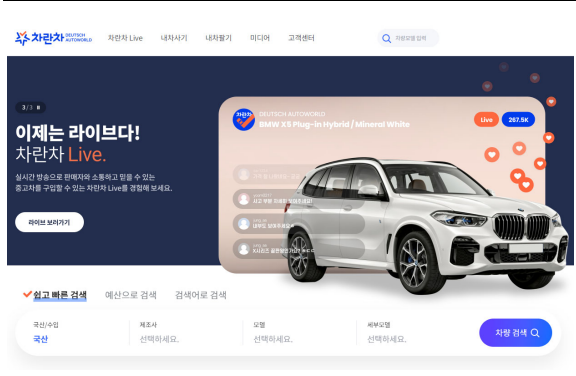 차란차 DEUTSCH AUTOWORLD
차란차 Live 내차사기 내차팔기 미디어 고객센터
차량모델 입력
3/3
이제는 라이브다!
차란차 Live.
실시간 방송으로 판매자와 소통하고 믿을 수 있는
중고차를 구입할 수 있는 차란차 Live를 경험해 보세요.
라이브 보러가기
차란차
DEUTSCH AUTOWORLD
BMW X5 Plug-in Hybrid / Mineral White
Live
267.5K
쉽고 빠른 검색 예산으로 검색 검색어로 검색
국산/수입
국산
제조사
선택하세요.
모델
선택하세요.
세부모델
선택하세요.
차량 검색